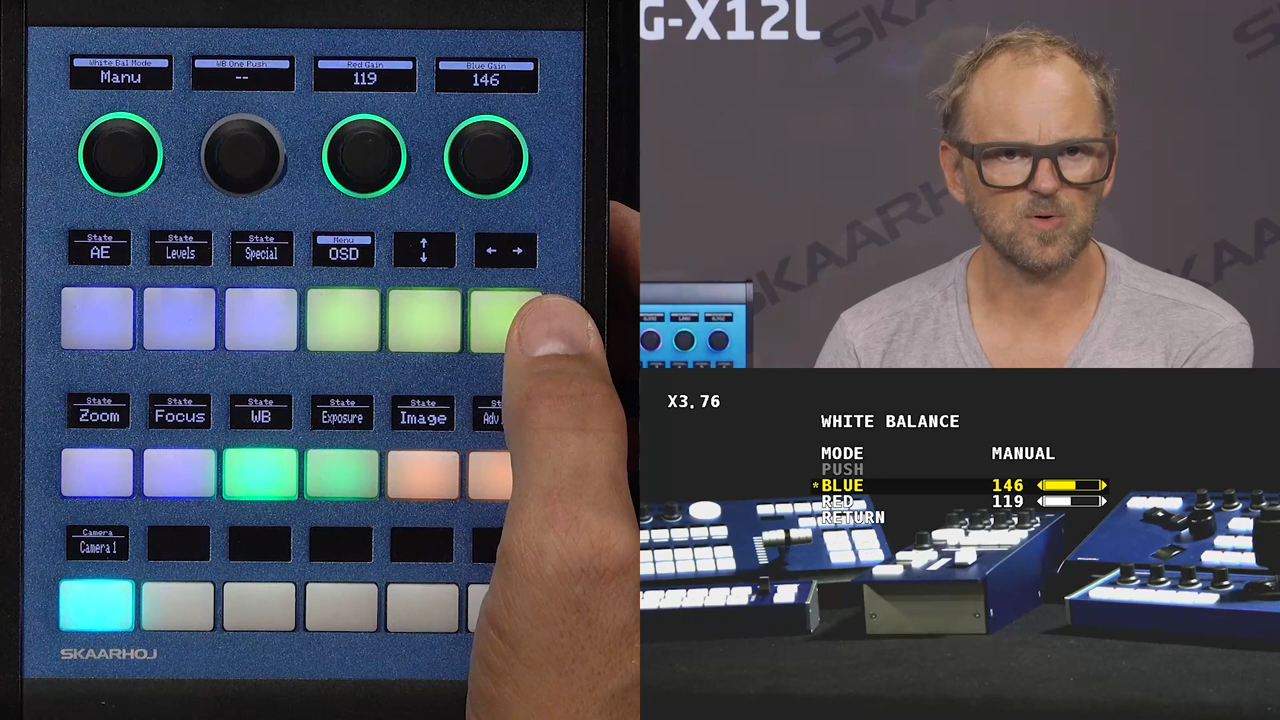 White Bal Mode
Manu
WB One Push
--
Red Gain
119
Blue Gain
146
State
AE
State
Levels
State
Special
Menu
OSD
State
Zoom
State
Focus
State
WB
State
Exposure
State
Image
Camera
Camera 1
SKAARHOJ
G-X12L
SKAARHOJ
X3.76
WHITE BALANCE
MODE MANUAL
PUSH
*BLUE 146
RED 119
RETURN